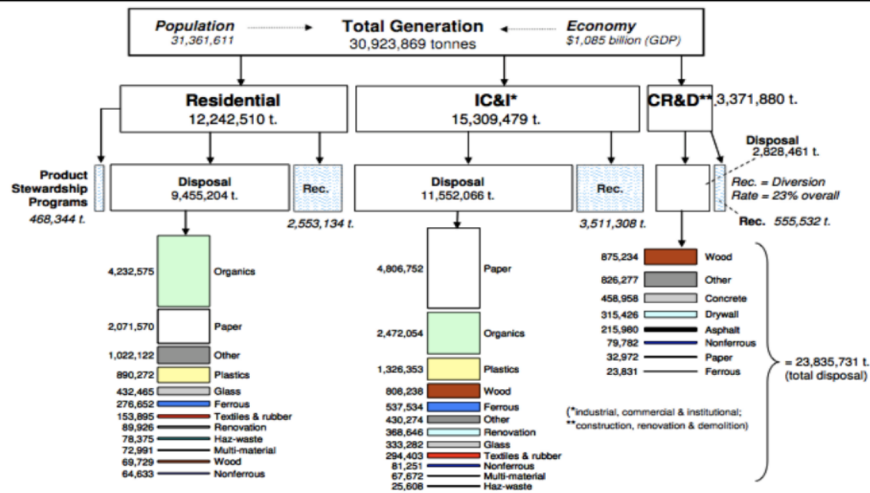 Population
31,361,611
Total Generation
30,923,869 tonnes
Economy
$1,085 billion (GDP)
Residential
12,242,510 t.
IC&I*
15,309,479 t.
CR&D** 3,371,880 t.
Product
Stewardship
Programs
468,344 t.
Disposal
9,455,204 t.
Rec.
2,553,134 t.
Disposal
11,552,066 t.
Rec.
3,511,308 t.
Disposal
2,828,461 t.
Rec. = Diversion
Rate = 23% overall
Rec. 555,532 t.
4,232,575 Organics
2,071,570 Paper
1,022,122 Other
890,272 Plastics
432,465 Glass
276,652 Ferrous
153,895 Textiles & rubber
89,926 Renovation
78,375 Haz-waste
72,991 Multi-material
69,729 Wood
64,633 Nonferrous
4,806,752 Paper
2,472,054 Organics
1,326,353 Plastics
808,238 Wood
537,534 Ferrous
430,274 Other
368,646 Renovation
333,282 Glass
294,403 Textiles & rubber
81,251 Nonferrous
67,672 Multi-material
25,608 Haz-waste
875,234 Wood
826,277 Other
458,958 Concrete
315,426 Drywall
215,980 Asphalt
79,782 Nonferrous
32,972 Paper
23,831 Ferrous
= 23,835,731 t.
(total disposal)
(*industrial, commercial & institutional;
**construction, renovation & demolition)